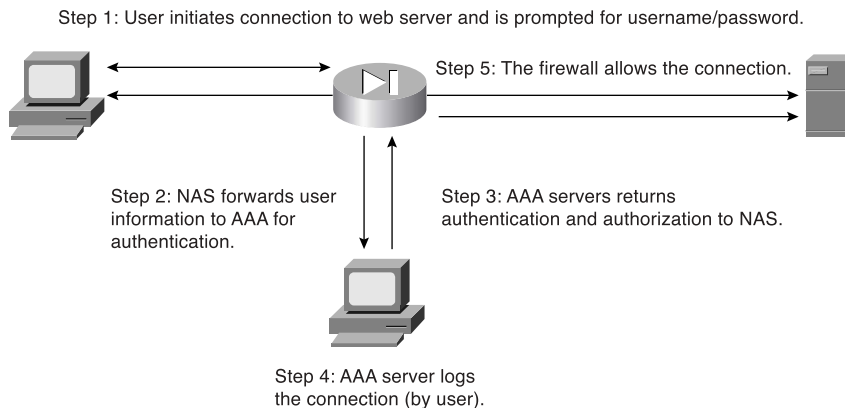 Step 1: User initiates connection to web server and is prompted for username/password.
Step 5: The firewall allows the connection.
Step 2: NAS forwards user
information to AAA for
authentication.
Step 3: AAA servers returns
authentication and authorization to NAS.
Step 4: AAA server logs
the connection (by user).